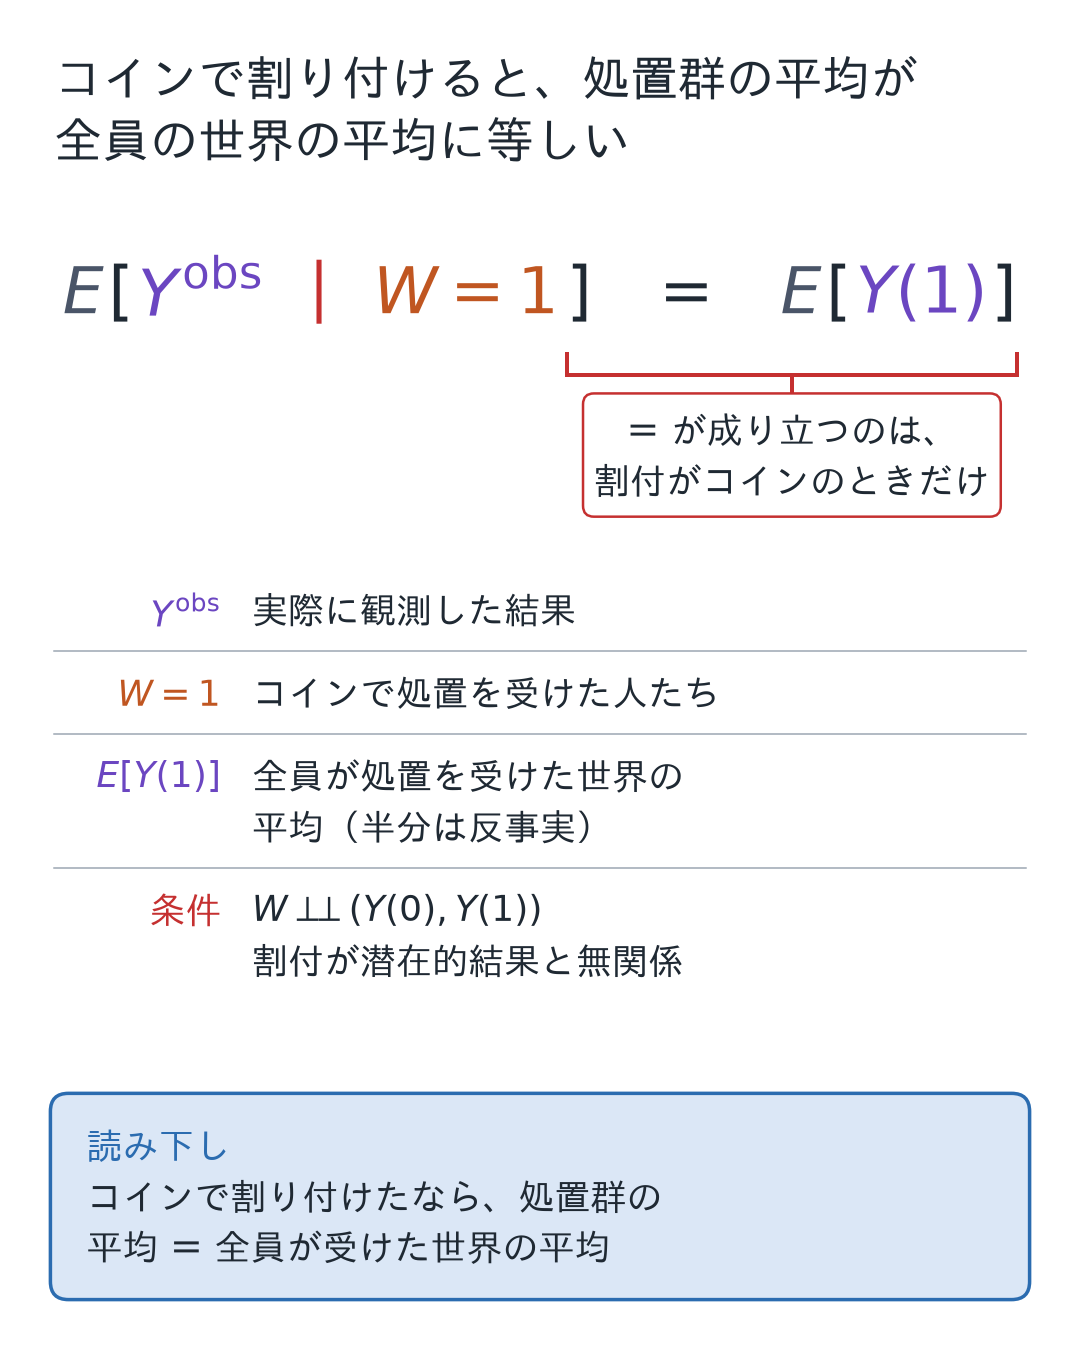 コインで割り付けると、処置群の平均が
全員の世界の平均に等しい
E[Y^obs | W = 1] = E[Y(1)]
= が成り立つのは、
割付がコインのときだけ
Y^obs 実際に観測した結果
W = 1 コインで処置を受けた人たち
E[Y(1)] 全員が処置を受けた世界の
平均（半分は反事実）
条件 W ⊥⊥ (Y(0), Y(1))
割付が潜在的結果と無関係
読み下し
コインで割り付けたなら、処置群の
平均 = 全員が受けた世界の平均